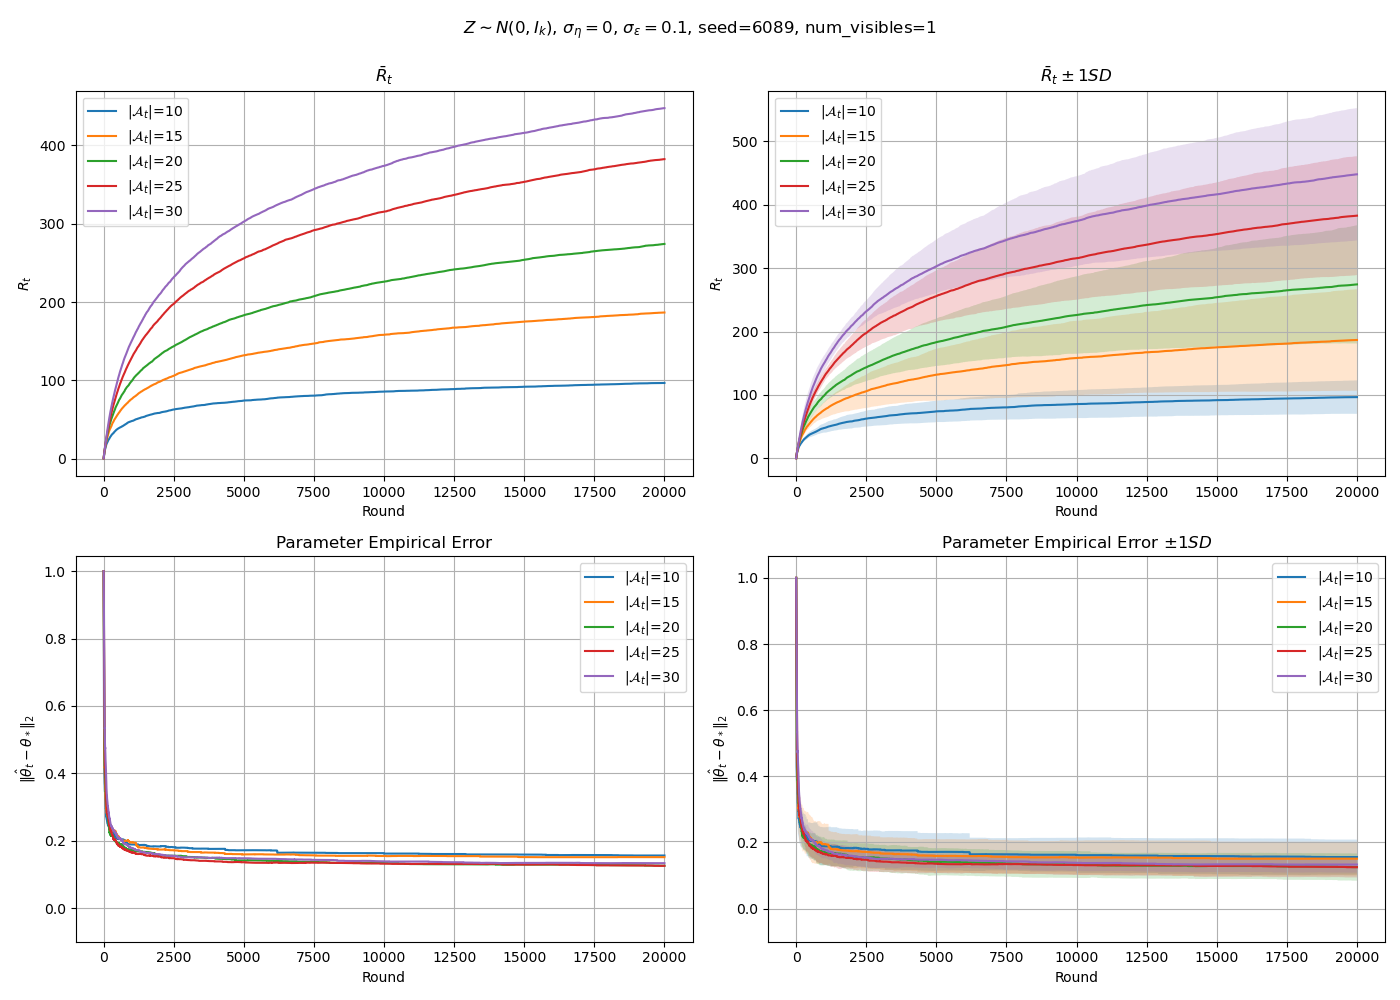 Z ∼ N(0, I_k), σ_η = 0, σ_ε = 0.1, seed=6089, num_visibles=1
R̄_t
R_t
400
300
200
100
0
|𝒜_t|=10
|𝒜_t|=15
|𝒜_t|=20
|𝒜_t|=25
|𝒜_t|=30
0 2500 5000 7500 10000 12500 15000 17500 20000
Round
R̄_t ± 1SD
R_t
500
400
300
200
100
0
|𝒜_t|=10
|𝒜_t|=15
|𝒜_t|=20
|𝒜_t|=25
|𝒜_t|=30
0 2500 5000 7500 10000 12500 15000 17500 20000
Round
Parameter Empirical Error
‖θ̂_t − θ_*‖_2
1.0
0.8
0.6
0.4
0.2
0.0
|𝒜_t|=10
|𝒜_t|=15
|𝒜_t|=20
|𝒜_t|=25
|𝒜_t|=30
0 2500 5000 7500 10000 12500 15000 17500 20000
Round
Parameter Empirical Error ±1SD
‖θ̂_t − θ_*‖_2
1.0
0.8
0.6
0.4
0.2
0.0
|𝒜_t|=10
|𝒜_t|=15
|𝒜_t|=20
|𝒜_t|=25
|𝒜_t|=30
0 2500 5000 7500 10000 12500 15000 17500 20000
Round